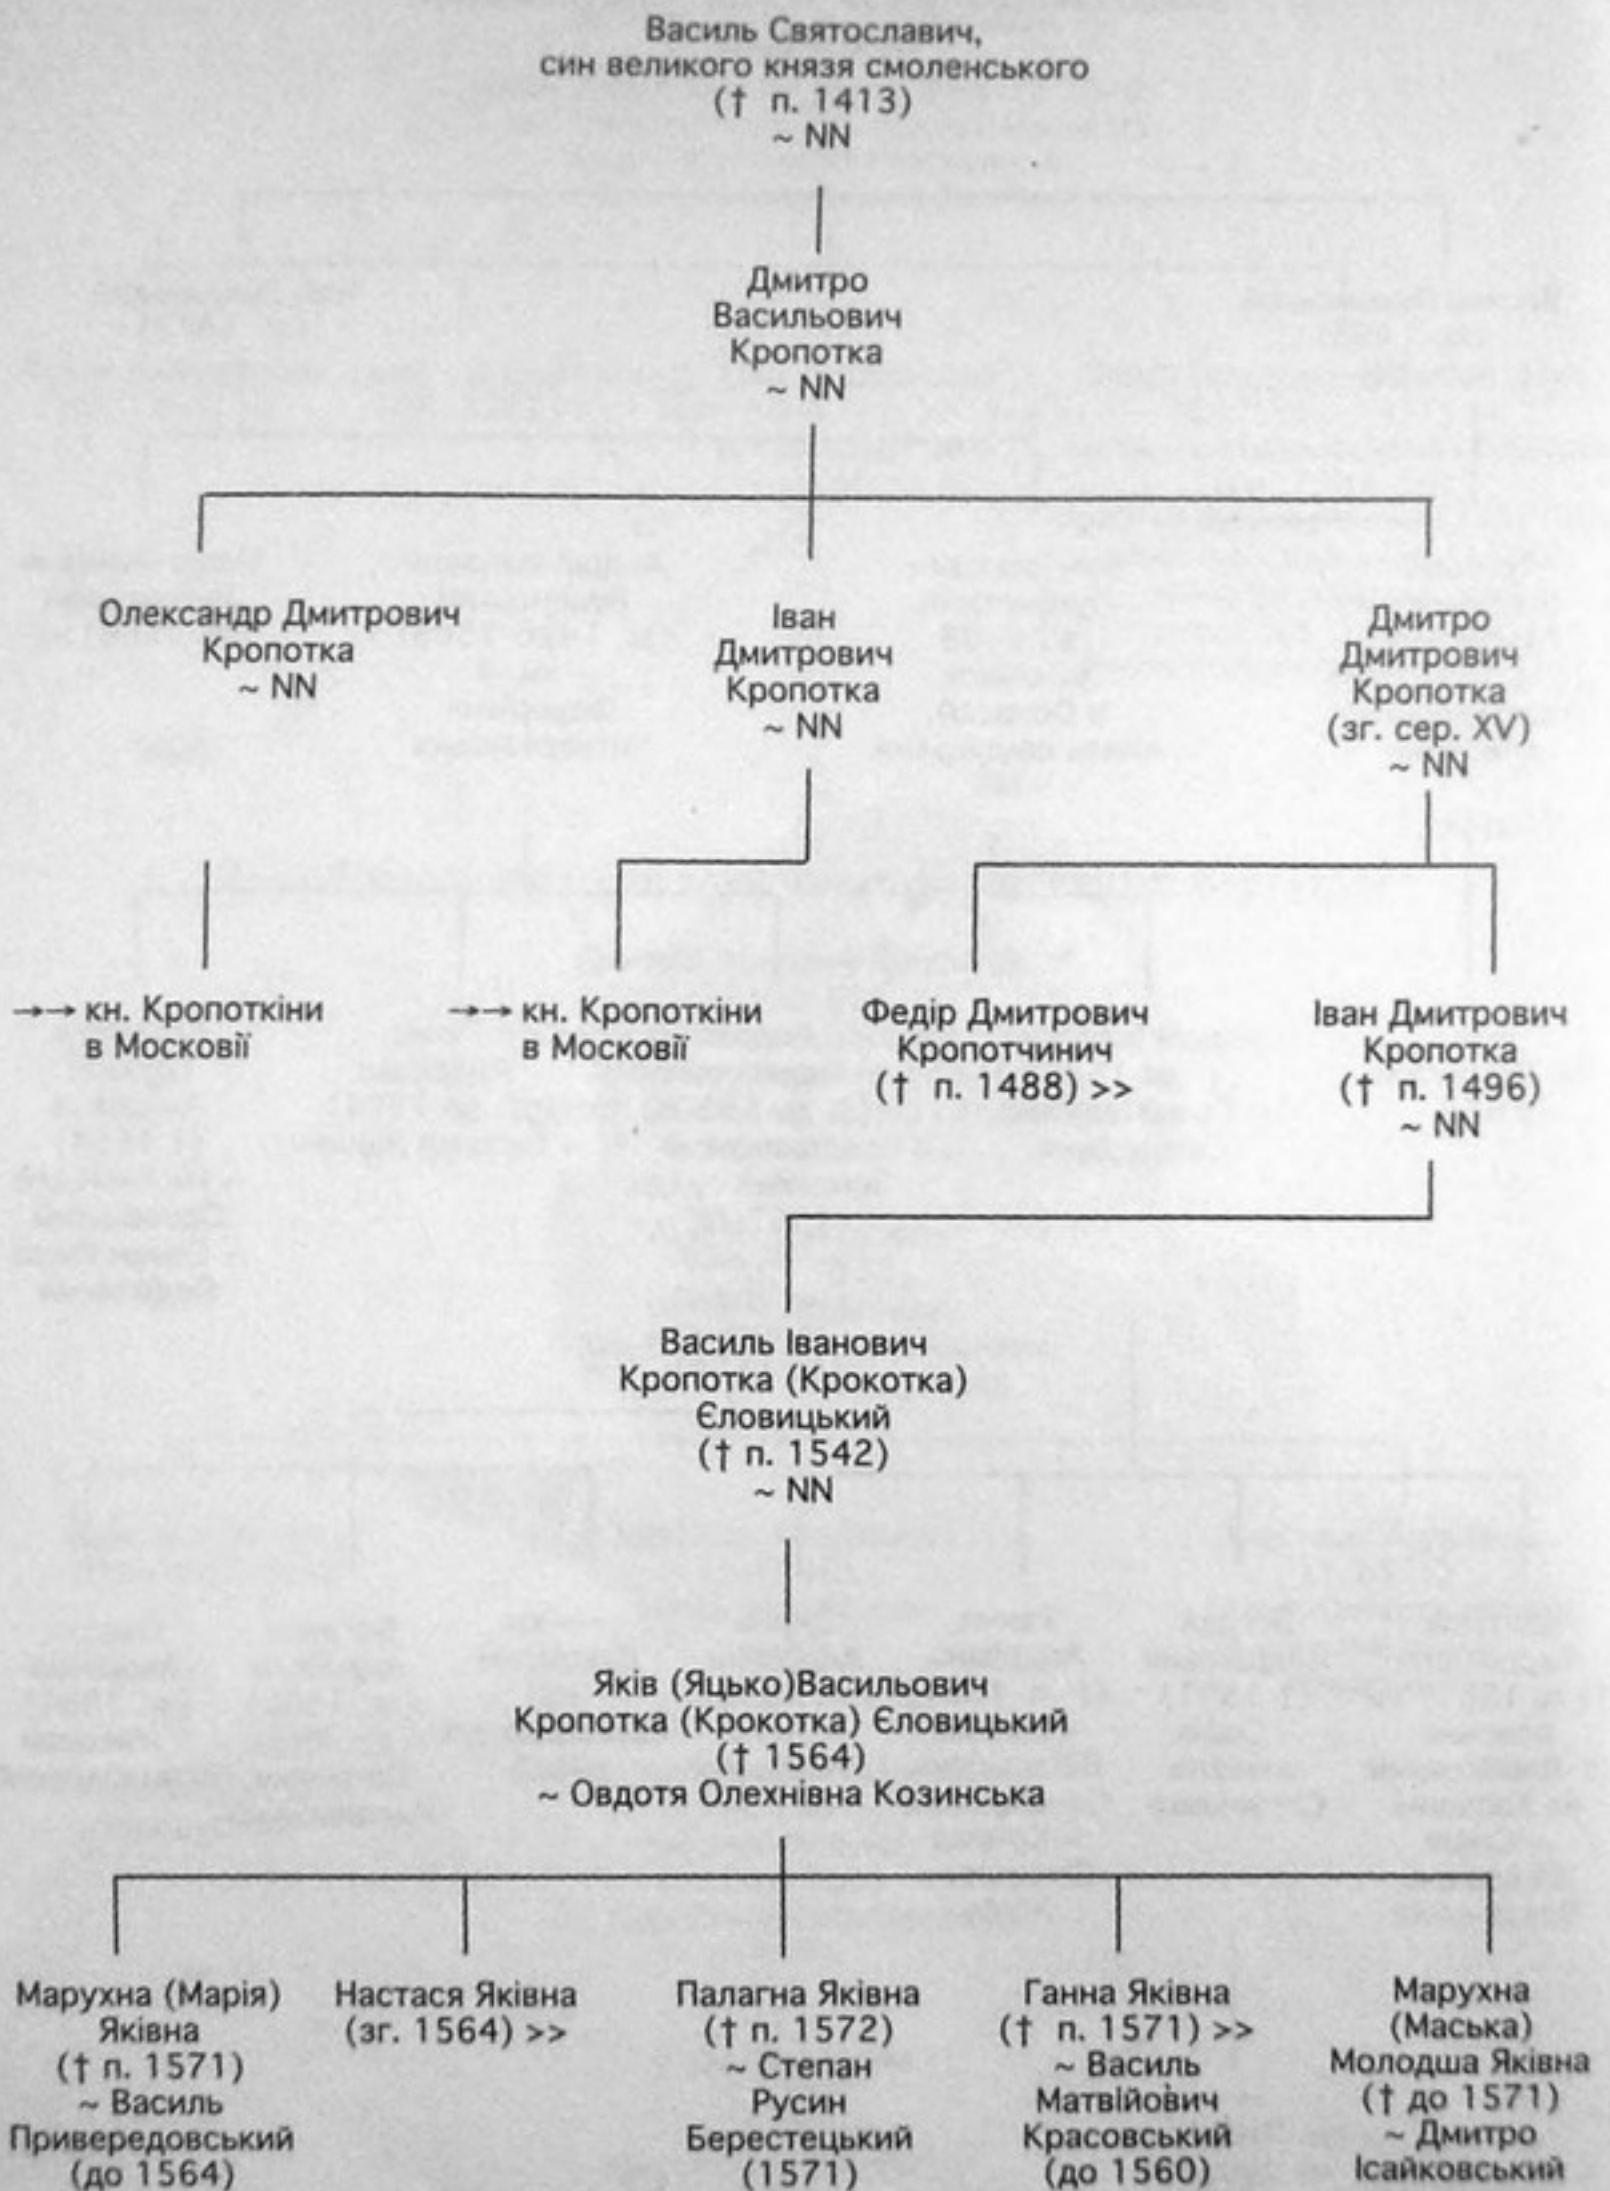 Василь Святославич,
син великого князя смоленського
(† п. 1413)
~ NN
Дмитро
Васильович
Кропотка
~ NN
Олександр Дмитрович
Кропотка
~ NN
Іван
Дмитрович
Кропотка
~ NN
Дмитро
Дмитрович
Кропотка
(зг. сер. XV)
~ NN
→→ кн. Кропоткіни
в Московії
→→ кн. Кропоткіни
в Московії
Федір Дмитрович
Кропотчинич
(† п. 1488) >>
Іван Дмитрович
Кропотка
(† п. 1496)
~ NN
Василь Іванович
Кропотка (Крокотка)
Єловицький
(† п. 1542)
~ NN
Яків (Яцько)Васильович
Кропотка (Крокотка) Єловицький
(† 1564)
~ Овдотя Олехнівна Козинська
Марухна (Марія)
Яківна
(† п. 1571)
~ Василь
Привередовський
(до 1564)
Настася Яківна
(зг. 1564) >>
Палагна Яківна
(† п. 1572)
~ Степан
Русин
Берестецький
(1571)
Ганна Яківна
(† п. 1571) >>
~ Василь
Матвійович
Красовський
(до 1560)
Марухна
(Маська)
Молодша Яківна
(† до 1571)
~ Дмитро
Ісайковський